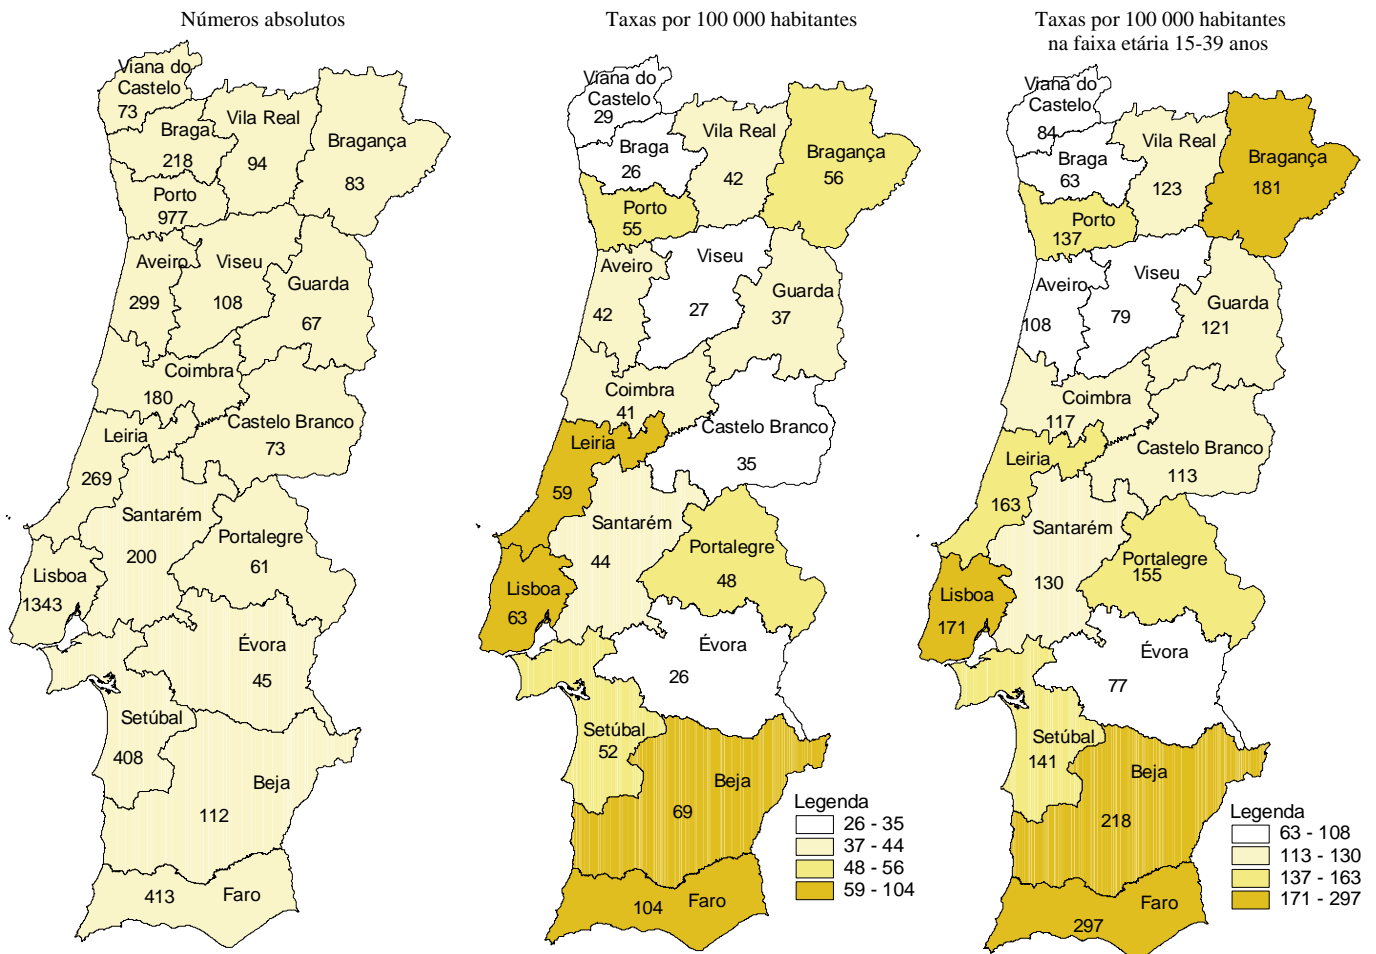 Números absolutos
Viana do
Castelo
73
Braga
218
Vila Real
94
Bragança
83
Porto
977
Aveiro
299
Viseu
108
Guarda
67
Coimbra
180
Castelo Branco
73
Leiria
269
Santarém
200
Portalegre
61
Lisboa
1343
Évora
45
Setúbal
408
Beja
112
413
Faro
Taxas por 100 000 habitantes
Viana do
Castelo
29
Braga
26
Vila Real
42
Bragança
56
Porto
55
Aveiro
42
Viseu
27
Guarda
37
Coimbra
41
Castelo Branco
35
Leiria
59
Santarém
44
Portalegre
48
Lisboa
63
Évora
26
Setúbal
52
Beja
69
104
Faro
Legenda
26 - 35
37 - 44
48 - 56
59 - 104
Taxas por 100 000 habitantes
na faixa etária 15-39 anos
Viana do
Castelo
84
Braga
63
Vila Real
123
Bragança
181
Porto
137
Aveiro
108
Viseu
79
Guarda
121
Coimbra
117
Castelo Branco
113
Leiria
163
Santarém
130
Portalegre
155
Lisboa
171
Évora
77
Setúbal
141
Beja
218
297
Faro
Legenda
63 - 108
113 - 130
137 - 163
171 - 297